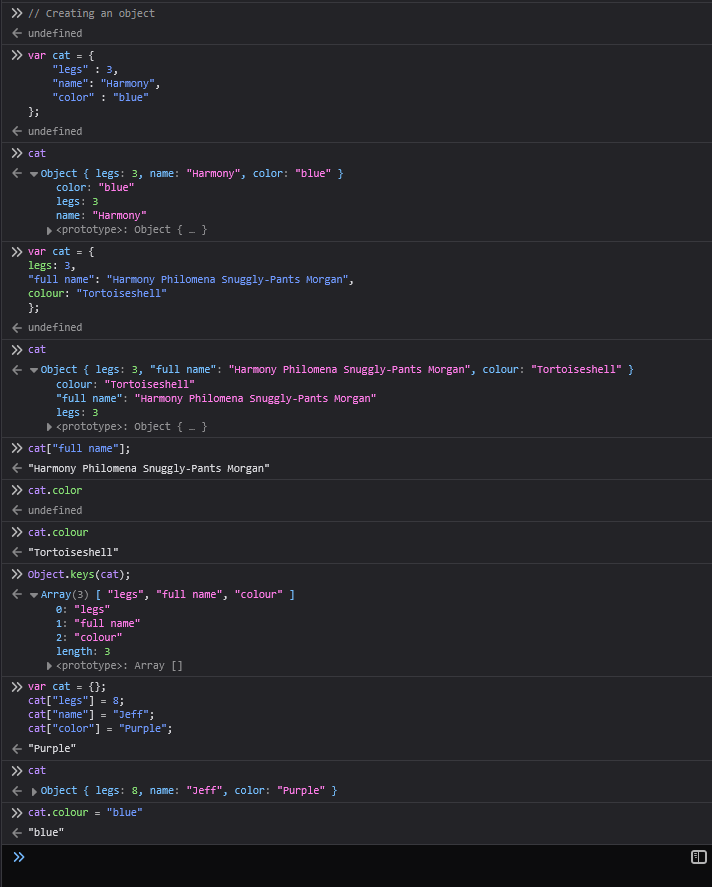 // Creating an object
undefined
var cat = {
"legs" : 3,
"name": "Harmony",
"color" : "blue"
};
undefined
cat
Object { legs: 3, name: "Harmony", color: "blue" }
color: "blue"
legs: 3
name: "Harmony"
<prototype>: Object { … }
var cat = {
legs: 3,
"full name": "Harmony Philomena Snuggly-Pants Morgan",
colour: "Tortoiseshell"
};
undefined
cat
Object { legs: 3, "full name": "Harmony Philomena Snuggly-Pants Morgan", colour: "Tortoiseshell" }
colour: "Tortoiseshell"
"full name": "Harmony Philomena Snuggly-Pants Morgan"
legs: 3
<prototype>: Object { … }
cat["full name"];
"Harmony Philomena Snuggly-Pants Morgan"
cat.color
undefined
cat.colour
"Tortoiseshell"
Object.keys(cat);
Array(3) [ "legs", "full name", "colour" ]
0: "legs"
1: "full name"
2: "colour"
length: 3
<prototype>: Array []
var cat = {};
cat["legs"] = 8;
cat["name"] = "Jeff";
cat["color"] = "Purple";
"Purple"
cat
Object { legs: 8, name: "Jeff", color: "Purple" }
cat.colour = "blue"
"blue"